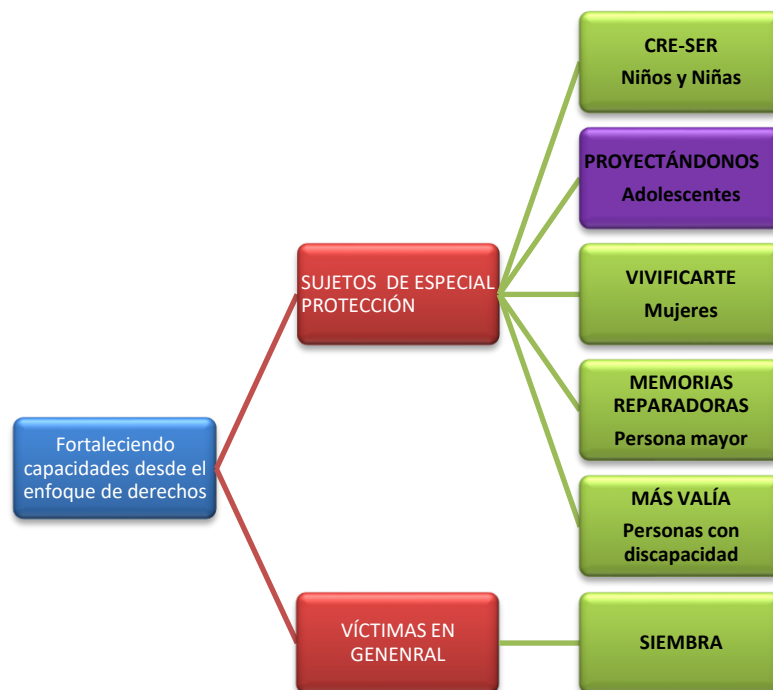 CRE-SER
Niños y Niñas
PROYECTÁNDONOS
Adolescentes
SUJETOS DE ESPECIAL
PROTECCIÓN
VIVIFICARTE
Mujeres
MEMORIAS
REPARADORAS
Persona mayor
Fortaleciendo
capacidades desde el
enfoque de derechos
MÁS VALÍA
Personas con
discapacidad
VÍCTIMAS EN
GENENRAL
SIEMBRA